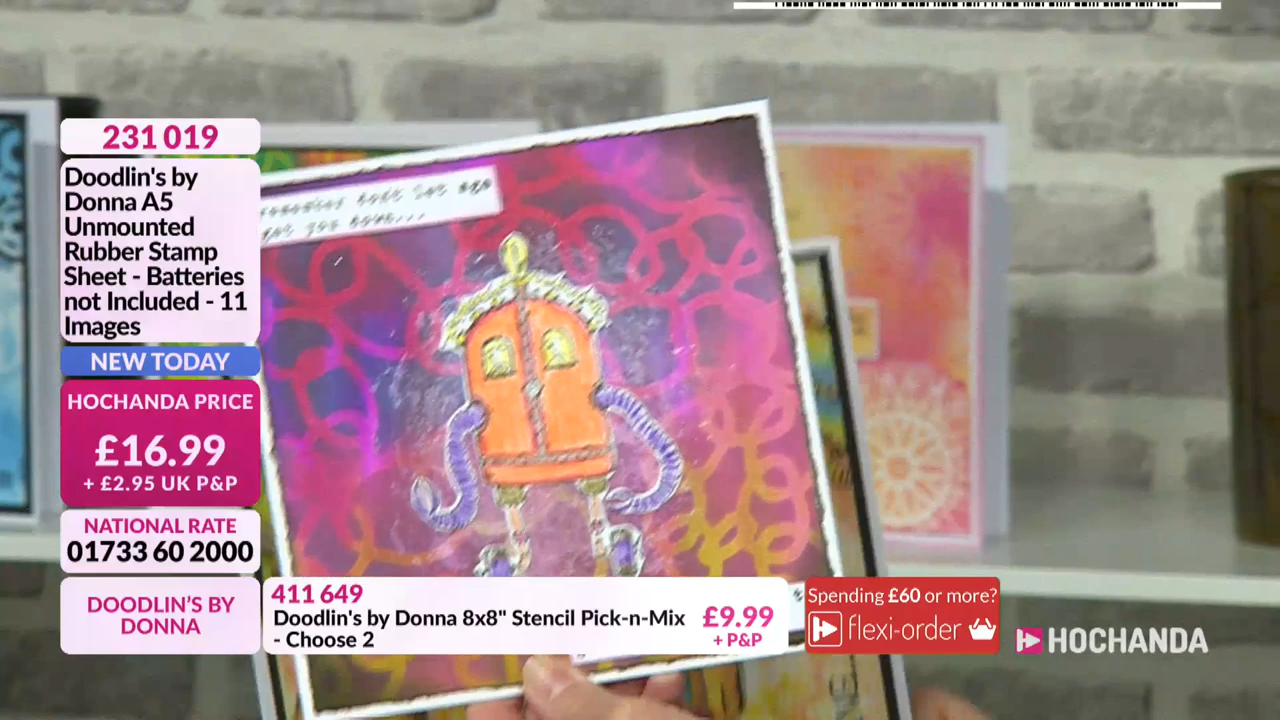 231 019
Doodlin's by
Donna A5
Unmounted
Rubber Stamp
Sheet - Batteries
not Included - 11
Images
NEW TODAY
HOCHANDA PRICE
£16.99
+ £2.95 UK P&P
NATIONAL RATE
01733 60 2000
DOODLIN'S BY
DONNA
411 649
Doodlin's by Donna 8x8" Stencil Pick-n-Mix
- Choose 2
£9.99
+ P&P
Spending £60 or more?
flexi-order
HOCHANDA